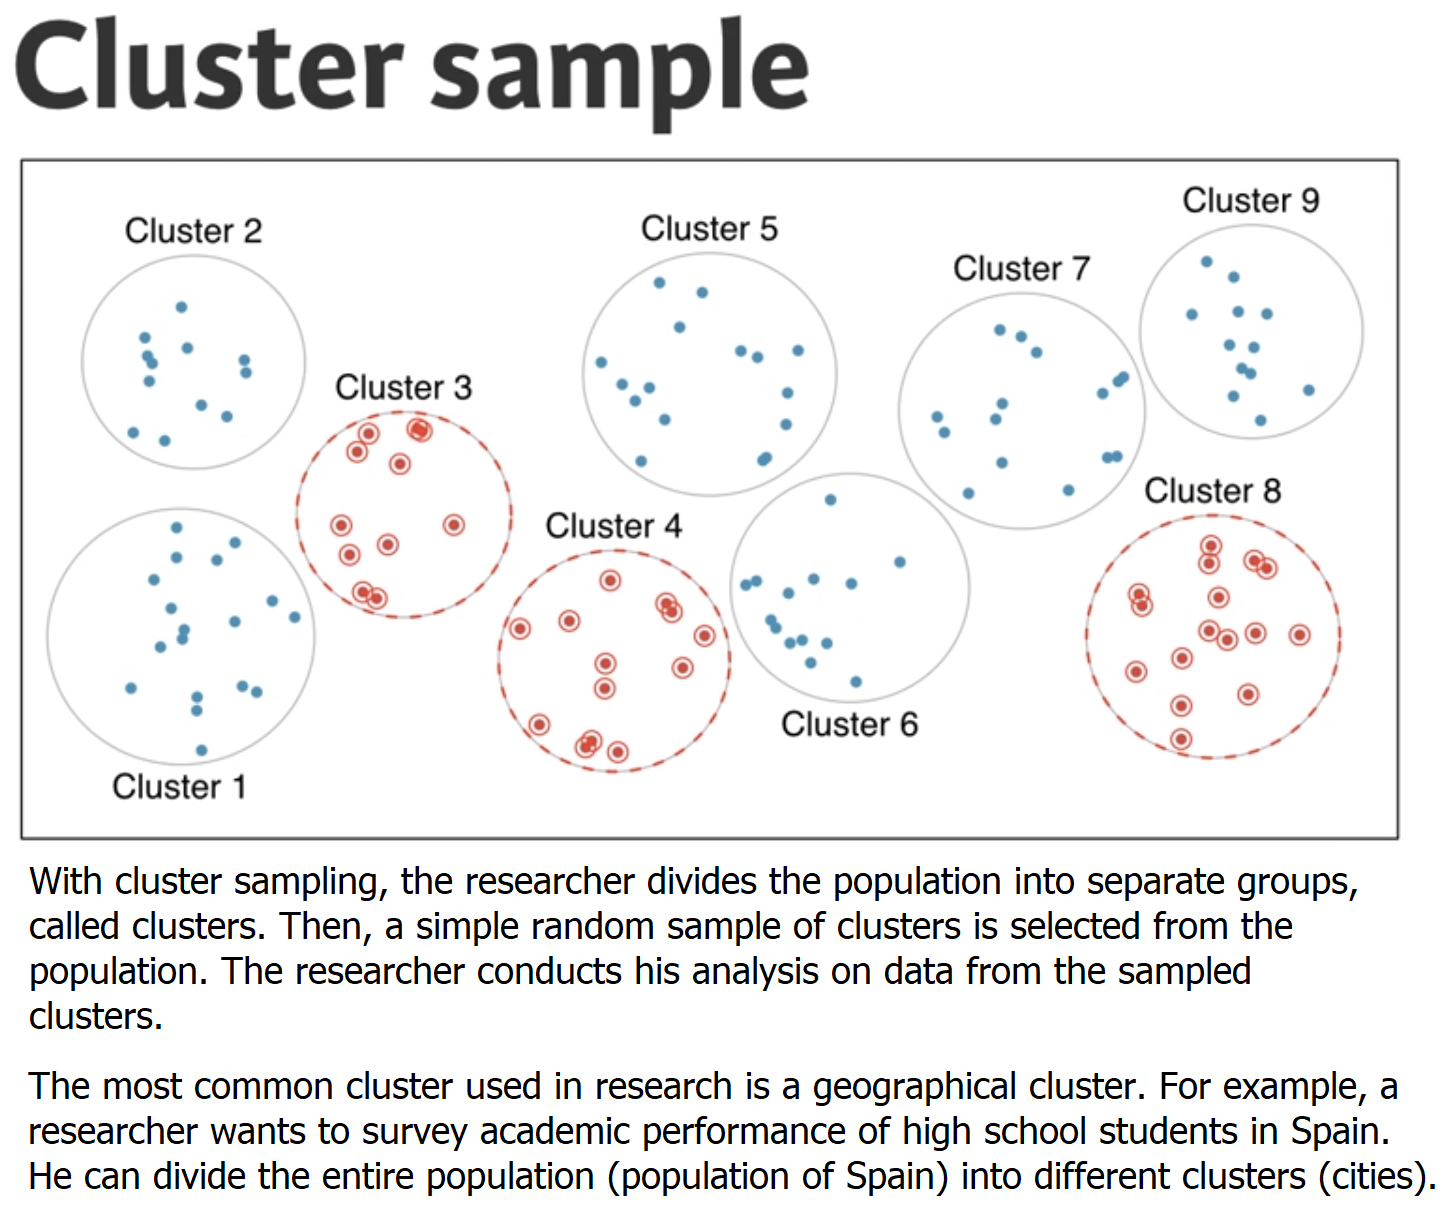 Cluster sample
Cluster 9
Cluster 2
Cluster 5
Cluster 7
Cluster 3
Cluster 8
Cluster 4
Cluster 6
Cluster 1
With cluster sampling, the researcher divides the population into separate groups,
called clusters. Then, a simple random sample of clusters is selected from the
population. The researcher conducts his analysis on data from the sampled
clusters.
The most common cluster used in research is a geographical cluster. For example, a
researcher wants to survey academic performance of high school students in Spain.
He can divide the entire population (population of Spain) into different clusters (cities).